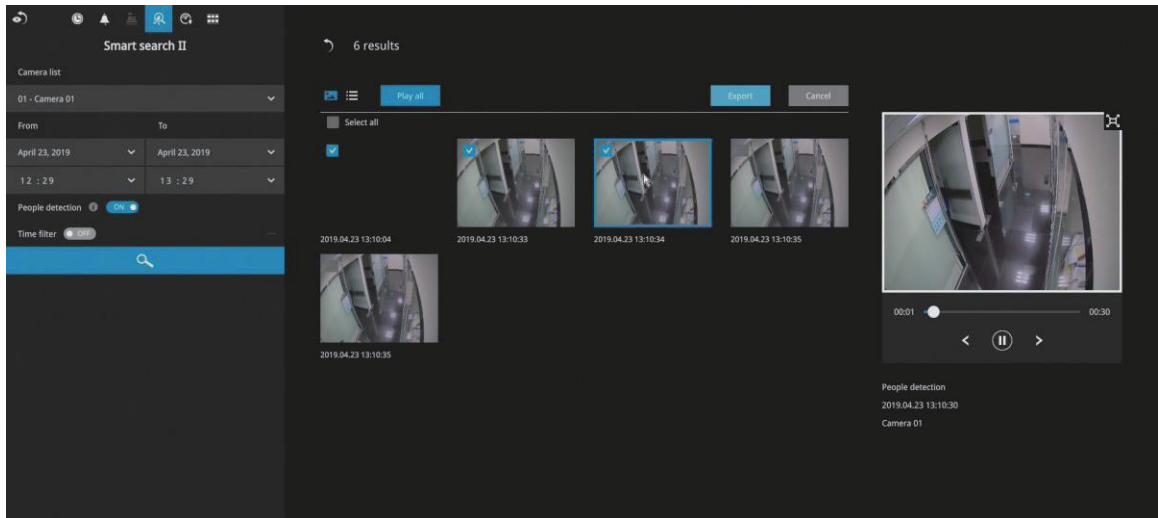 Smart search II
Camera list
01 - Camera 01
From To
April 23, 2019 April 23, 2019
12 : 29 13 : 29
People detection ON
Time filter OFF
6 results
Play all Export Cancel
Select all
2019.04.23 13:10:04 2019.04.23 13:10:33 2019.04.23 13:10:34 2019.04.23 13:10:35
2019.04.23 13:10:35
00:01 00:30
People detection
2019.04.23 13:10:30
Camera 01